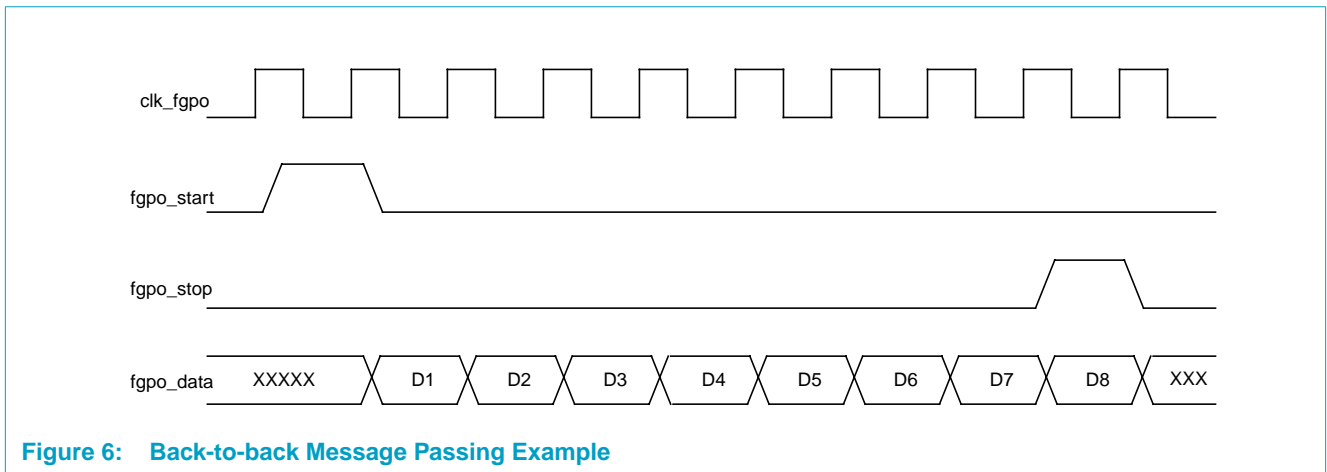 clk_fgpo
fgpo_start
fgpo_stop
fgpo_data XXXXX D1 D2 D3 D4 D5 D6 D7 D8 XXX
Figure 6: Back-to-back Message Passing Example